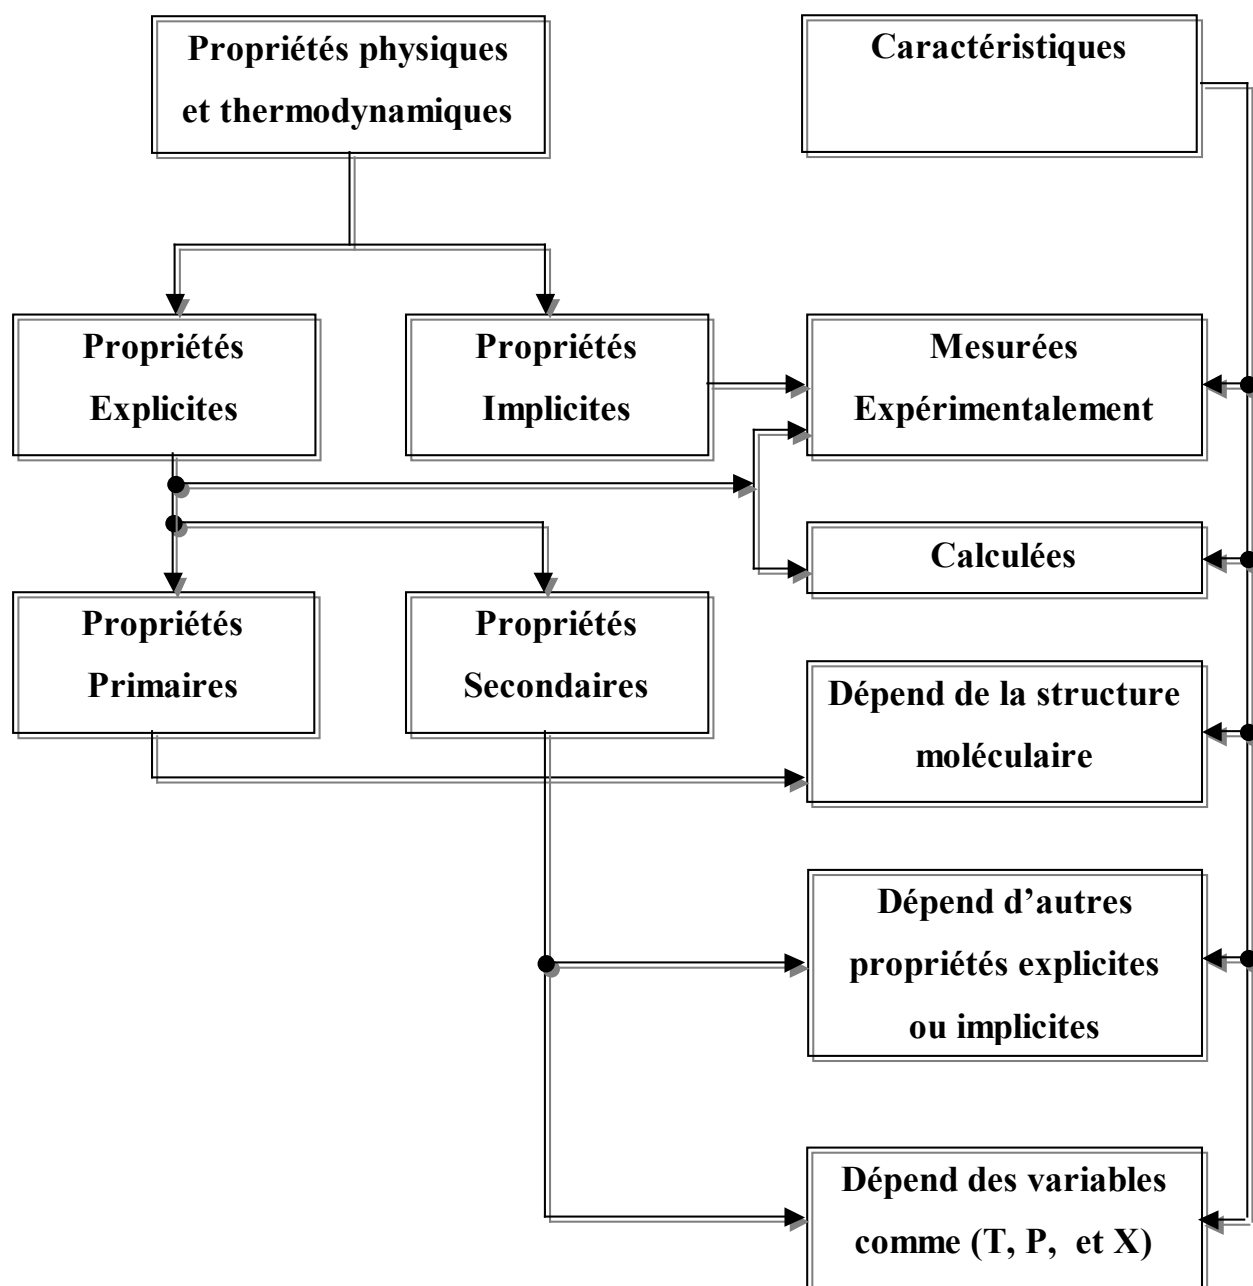 Propriétés physiques
et thermodynamiques
Caractéristiques
Propriétés
Explicites
Propriétés
Implicites
Mesurées
Expérimentalement
Calculées
Propriétés
Primaires
Propriétés
Secondaires
Dépend de la structure
moléculaire
Dépend d’autres
propriétés explicites
ou implicites
Dépend des variables
comme (T, P, et X)